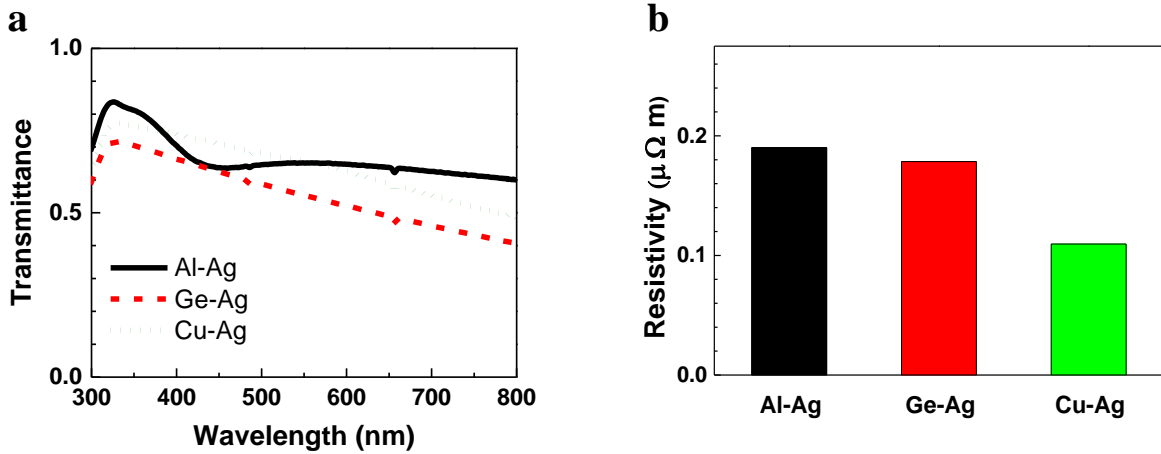 a
1.0
0.5
0.0
Transmittance
Al-Ag
Ge-Ag
Cu-Ag
300 400 500 600 700 800
Wavelength (nm)
b
0.2
0.1
0.0
Resistivity (μ Ω m)
Al-Ag Ge-Ag Cu-Ag